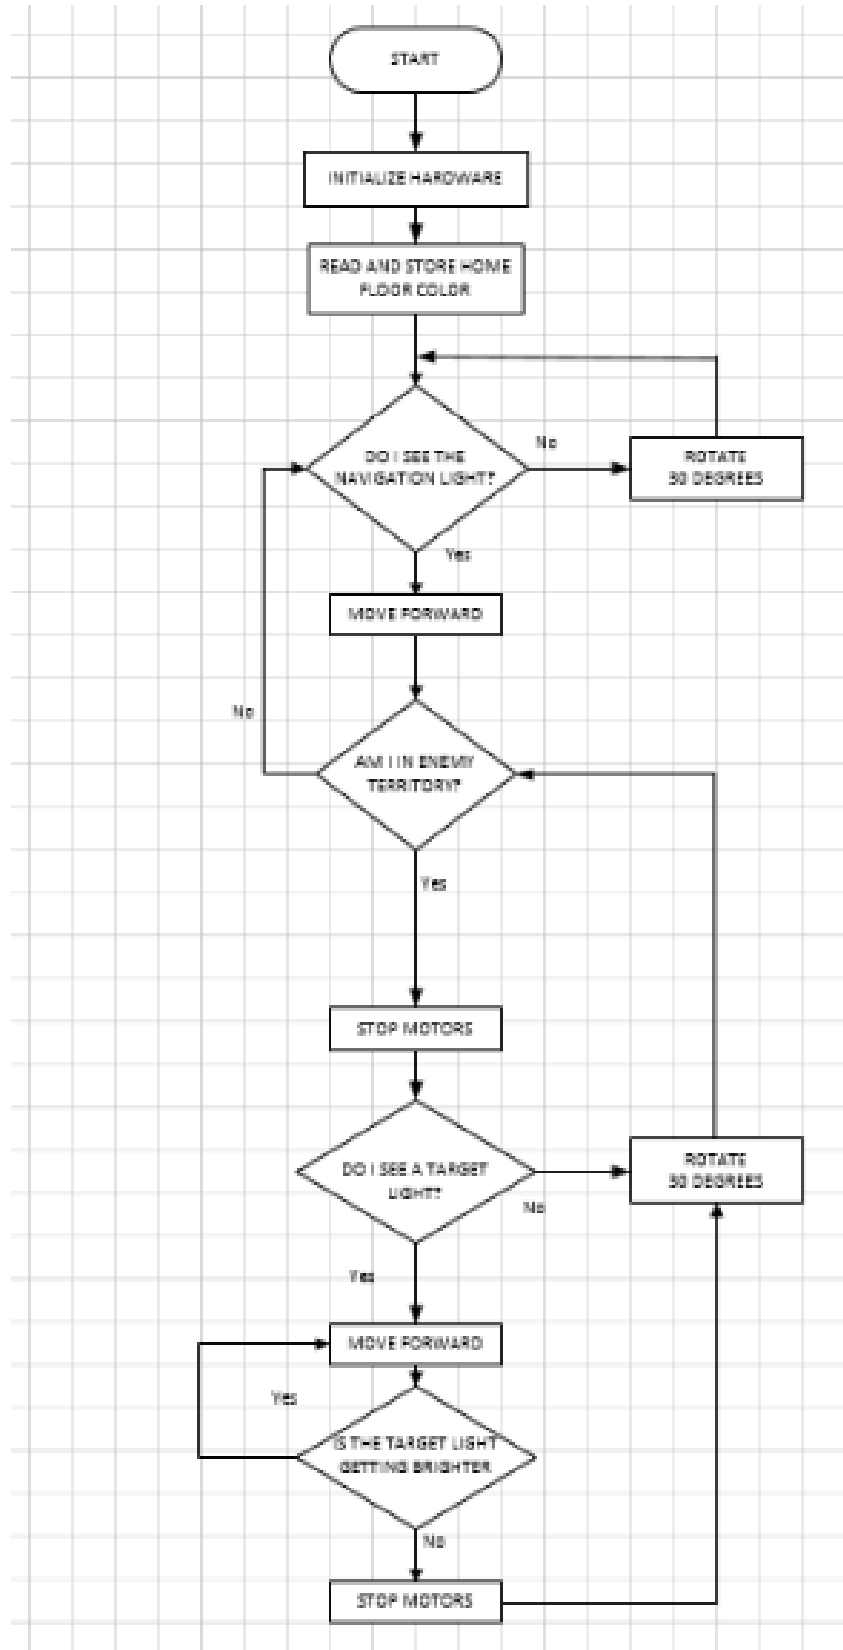 START
INITIALIZE HARDWARE
READ AND STORE HOME
FLOOR COLOR
DO I SEE THE
NAVIGATION LIGHT?
No
ROTATE
30 DEGREES
Yes
MOVE FORWARD
No
AM I IN ENEMY
TERRITORY?
Yes
STOP MOTORS
DO I SEE A TARGET
LIGHT?
No
ROTATE
30 DEGREES
Yes
MOVE FORWARD
Yes
IS THE TARGET LIGHT
GETTING BRIGHTER
No
STOP MOTORS